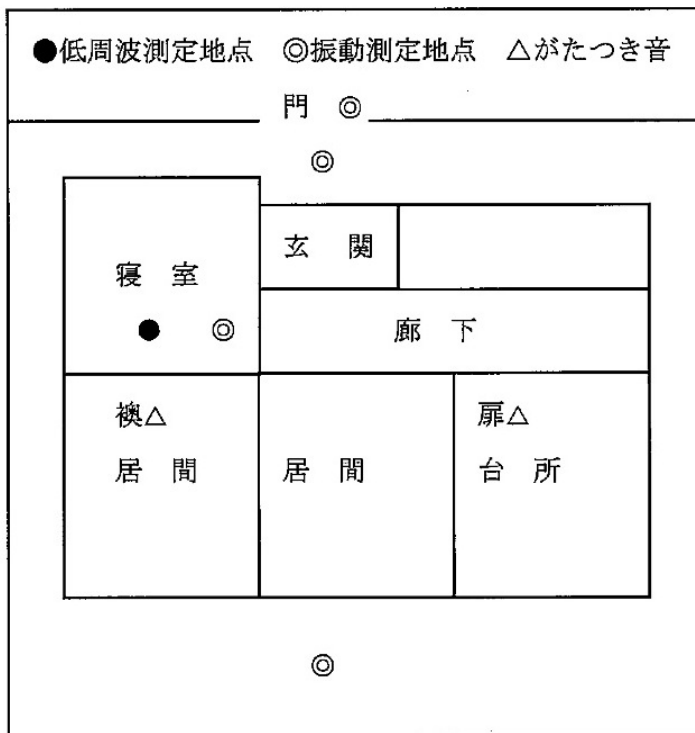 ●低周波測定地点　◎振動測定地点　△がたつき音
門　◎
◎
玄　関
寝　室
●　◎
廊　下
襖△
扉△
居　間
居　間
台　所
◎